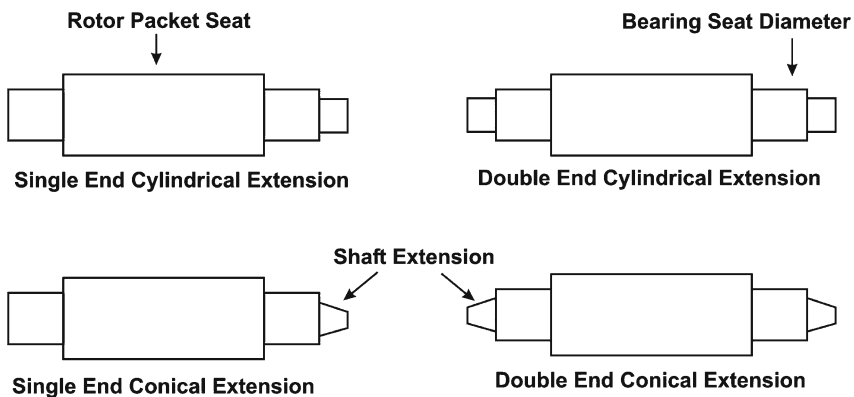 Rotor Packet Seat
Bearing Seat Diameter
Single End Cylindrical Extension
Double End Cylindrical Extension
Shaft Extension
Single End Conical Extension
Double End Conical Extension